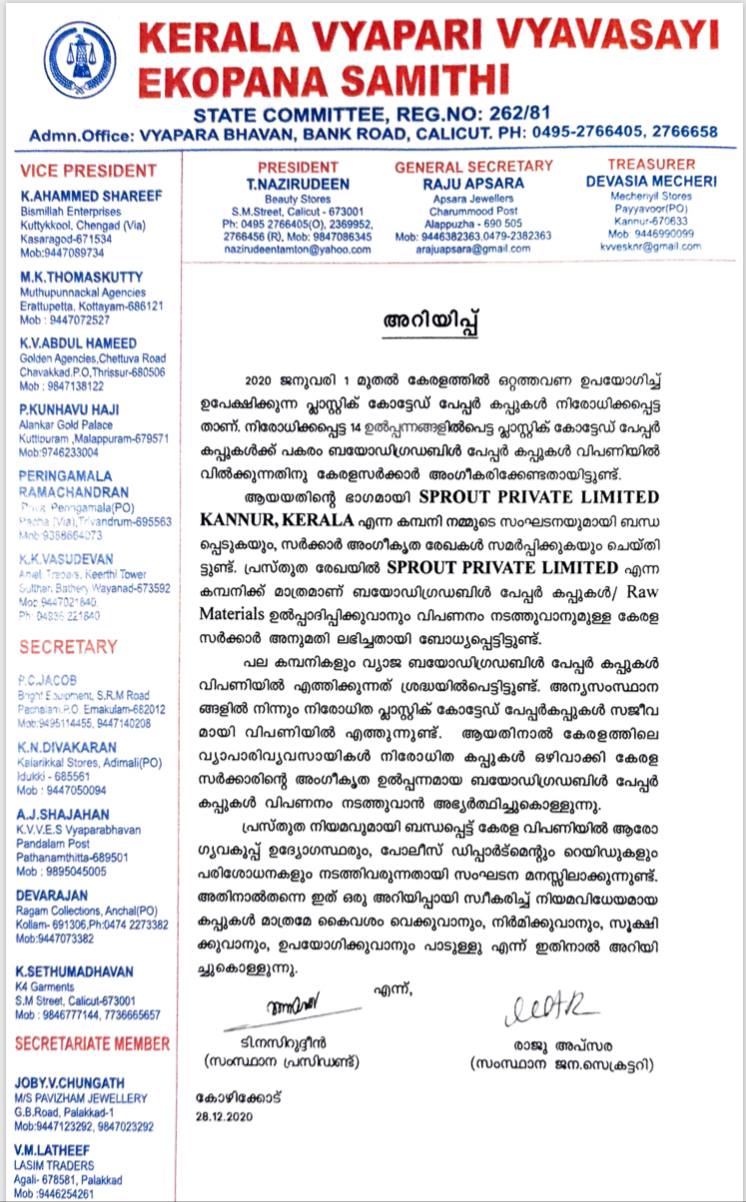 KERALA VYAPARI VYAVASAYI
EKOPANA SAMITHI
STATE COMMITTEE, REG.NO: 262/81
Admn.Office: VYAPARA BHAVAN, BANK ROAD, CALICUT. PH: 0495-2766405, 2766658
PRESIDENT
T.NAZIRUDEEN
Beauty Stores
S.M.Street, Calicut - 673001
Ph: 0495 2766405(O), 2369952,
2766456 (R), Mob: 9847086345
nazirudeentamton@yahoo.com
GENERAL SECRETARY
RAJU APSARA
Apsara Jewellers
Charummood Post
Alappuzha - 690 505
Mob: 9446382363,0479-2382363
arajuapsara@gmail.com
TREASURER
DEVASIA MECHERI
Mecheriyil Stores
Payyavoor(PO)
Kannur-670633
Mob: 9446990099
kvvesknr@gmail.com
VICE PRESIDENT
K.AHAMMED SHAREEF
Bismillah Enterprises
Kuttykkool, Chengad (Via)
Kasaragod-671534
Mob:9447089734
M.K.THOMASKUTTY
Muthupunnackal Agencies
Erattupetta, Kottayam-686121
Mob : 9447072527
K.V.ABDUL HAMEED
Golden Agencies,Chettuva Road
Chavakkad.P.O,Thrissur-680506
Mob : 9847138122
P.KUNHAVU HAJI
Alankar Gold Palace
Kuttipuram ,Malappuram-679571
Mob:9746233004
PERINGAMALA
RAMACHANDRAN
Peringamala(PO)
(Via),Trivandrum-695563
K.K.VASUDEVAN
Keerthi Tower
Sulthan Bathery Wayanad-673592
Mob: 9447021640
Ph: 04936 221640
SECRETARY
P.C.JACOB
Bright Equipment, S.R.M Road
P.O. Ernakulam-682012
Mob:9495114455, 9447140208
K.N.DIVAKARAN
Kalarikkal Stores, Adimali(PO)
Idukki - 685561
Mob : 9447050094
A.J.SHAJAHAN
K.V.V.E.S Vyaparabhavan
Pandalam Post
Pathanamthitta-689501
Mob : 9895045005
DEVARAJAN
Ragam Collections, Anchal(PO)
Kollam- 691306,Ph:0474 2273382
Mob:9447073382
K.SETHUMADHAVAN
K4 Garments
S.M Street, Calicut-673001
Mob : 9846777144, 7736665657
SECRETARIATE MEMBER
JOBY.V.CHUNGATH
M/S PAVIZHAM JEWELLERY
G.B.Road, Palakkad-1
Mob:9447123292, 9847023292
V.M.LATHEEF
LASIM TRADERS
Agali- 678581, Palakkad
Mob :9446254261
അറിയിപ്പ്
2020 ജനുവരി 1 മുതൽ കേരളത്തിൽ ഒറ്റത്തവണ ഉപയോഗിച്ച്
ഉപേക്ഷിക്കുന്ന പ്ലാസ്റ്റിക് കോട്ടേഡ് പേപ്പർ കപ്പുകൾ നിരോധിക്കപ്പെട്ട
താണ്. നിരോധിക്കപ്പെട്ട 14 ഉൽപ്പന്നങ്ങളിൽപെട്ട പ്ലാസ്റ്റിക് കോട്ടേഡ് പേപ്പർ
കപ്പുകൾക്ക് പകരം ബയോഡിഗ്രഡബിൾ പേപ്പർ കപ്പുകൾ വിപണിയിൽ
വിൽക്കുന്നതിനു കേരളസർക്കാർ അംഗീകരിക്കേണ്ടതായിട്ടുണ്ട്.
ആയയതിന്റെ ഭാഗമായി SPROUT PRIVATE LIMITED
KANNUR, KERALA എന്ന കമ്പനി നമ്മുടെ സംഘടനയുമായി ബന്ധ
പ്പെടുകയും, സർക്കാർ അംഗീകൃത രേഖകൾ സമർപ്പിക്കുകയും ചെയ്തി
ട്ടുണ്ട്. പ്രസ്തുത രേഖയിൽ SPROUT PRIVATE LIMITED എന്ന
കമ്പനിക്ക് മാത്രമാണ് ബയോഡിഗ്രഡബിൾ പേപ്പർ കപ്പുകൾ/ Raw
Materials ഉൽപ്പാദിപ്പിക്കുവാനും വിപണനം നടത്തുവാനുമുള്ള കേരള
സർക്കാർ അനുമതി ലഭിച്ചതായി ബോധ്യപ്പെട്ടിട്ടുണ്ട്.
പല കമ്പനികളും വ്യാജ ബയോഡിഗ്രഡബിൾ പേപ്പർ കപ്പുകൾ
വിപണിയിൽ എത്തിക്കുന്നത് ശ്രദ്ധയിൽപെട്ടിട്ടുണ്ട്. അന്യസംസ്ഥാന
ങ്ങളിൽ നിന്നും നിരോധിത പ്ലാസ്റ്റിക് കോട്ടേഡ് പേപ്പർകപ്പുകൾ സജീവ
മായി വിപണിയിൽ എത്തുന്നുണ്ട്. ആയതിനാൽ കേരളത്തിലെ
വ്യാപാരിവ്യവസായികൾ നിരോധിത കപ്പുകൾ ഒഴിവാക്കി കേരള
സർക്കാരിന്റെ അംഗീകൃത ഉൽപ്പന്നമായ ബയോഡിഗ്രഡബിൾ പേപ്പർ
കപ്പുകൾ വിപണനം നടത്തുവാൻ അഭ്യർത്ഥിച്ചുകൊള്ളുന്നു.
പ്രസ്തുത നിയമവുമായി ബന്ധപ്പെട്ട് കേരള വിപണിയിൽ ആരോ
ഗ്യവകുപ്പ് ഉദ്യോഗസ്ഥരും, പോലീസ് ഡിപ്പാർട്മെന്റും റെയിഡുകളും
പരിശോധനകളും നടത്തിവരുന്നതായി സംഘടന മനസ്സിലാക്കുന്നുണ്ട്.
അതിനാൽതന്നെ ഇത് ഒരു അറിയിപ്പായി സ്വീകരിച്ച് നിയമവിധേയമായ
കപ്പുകൾ മാത്രമേ കൈവശം വെക്കുവാനും, നിർമിക്കുവാനും, സൂക്ഷി
ക്കുവാനും, ഉപയോഗിക്കുവാനും പാടുള്ളു എന്ന് ഇതിനാൽ അറിയി
ച്ചുകൊള്ളുന്നു.
എന്ന്,
ടി.നസിറുദ്ദീൻ
(സംസ്ഥാന പ്രസിഡണ്ട്)
രാജു അപ്സര
(സംസ്ഥാന ജന.സെക്രട്ടറി)
കോഴിക്കോട്
28.12.2020